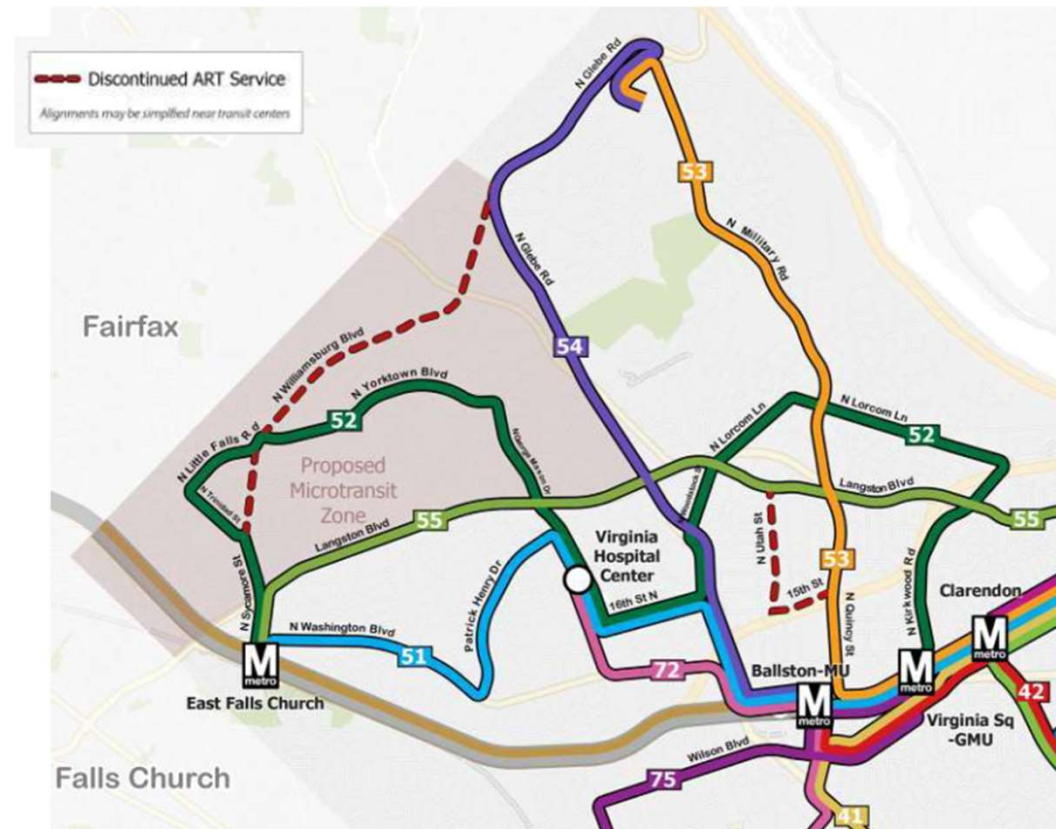 Discontinued ART Service
Alignments may be simplified near transit centers
N Glebe Rd
53
N Millitary Rd
N Glebe Rd
Fairfax
54
N Williamsburg Blvd
N Yorktown Blvd
52
N Little Falls Rd
N Lorcom Ln
N Lorcom Ln
52
N George Mason Dr
Proposed
Microtransit
Zone
N Trinidad St
Woodstock St
Langston Blvd
Langston Blvd
55
55
N Utah St
Virginia
Hospital
Center
53
15th St
N Sycamore St
Patrick Henry Dr
16th St N
N Quincy St
N Kirkwood Rd
Clarendon
N Washington Blvd
51
M
metro
72
Ballston-MU
M
metro
M
metro
M
metro
East Falls Church
42
Virginia Sq
-GMU
Wilson Blvd
Falls Church
75
41